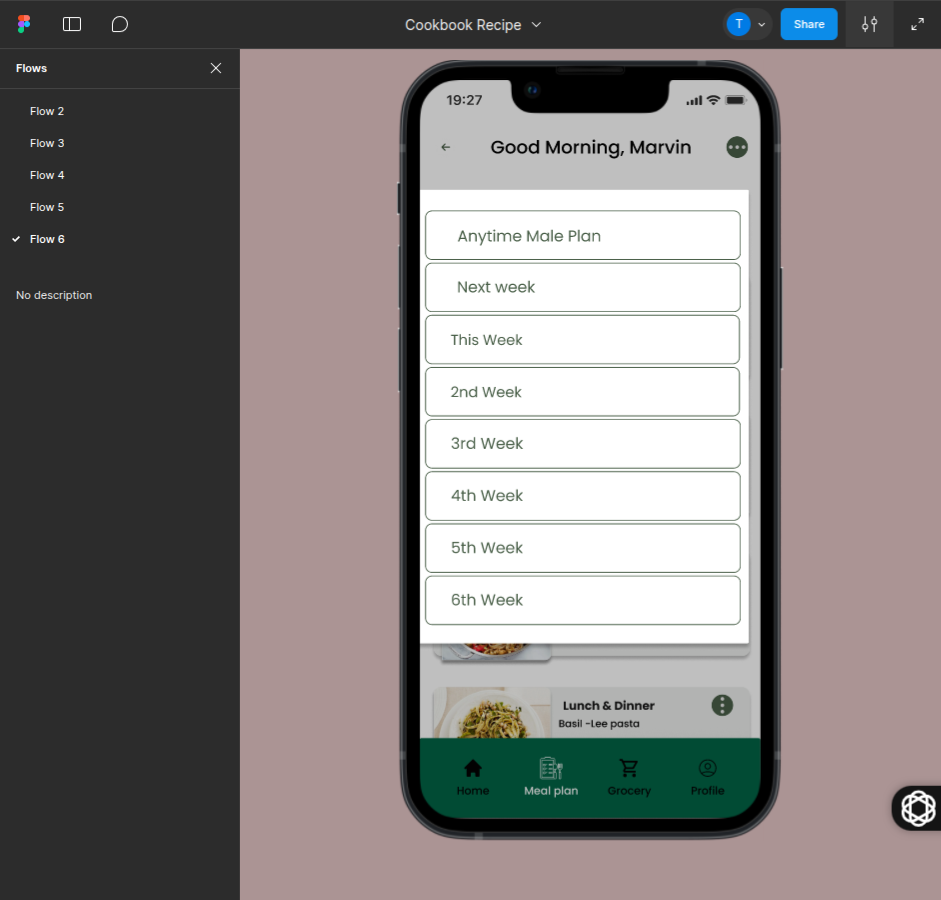 Cookbook Recipe
T
Share
Flows
Flow 2
Flow 3
Flow 4
Flow 5
Flow 6
No description
19:27
Good Morning, Marvin
Anytime Male Plan
Next week
This Week
2nd Week
3rd Week
4th Week
5th Week
6th Week
Lunch & Dinner
Basil -Lee pasta
Home
Meal plan
Grocery
Profile